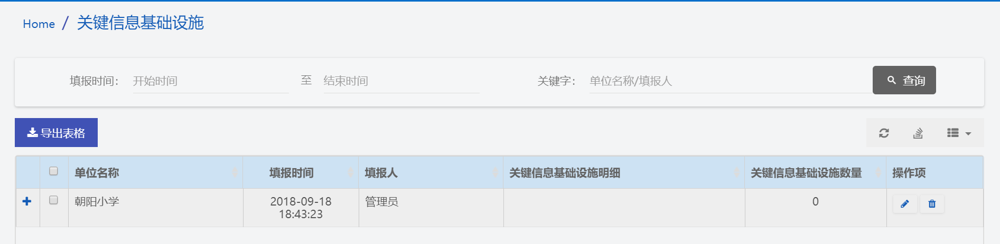 Home / 关键信息基础设施
填报时间： 开始时间 至 结束时间 关键字： 单位名称/填报人 查询
导出表格
单位名称 填报时间 填报人 关键信息基础设施明细 关键信息基础设施数量 操作项
朝阳小学 2018-09-18 管理员 0
18:43:23